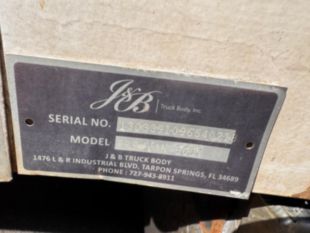 J&B
Truck Body, Inc.
SERIAL NO.
MODEL
J & B TRUCK BODY
1476 L & R INDUSTRIAL BLVD, TARPON SPRINGS, FL 34689
PHONE : 727-943-8911